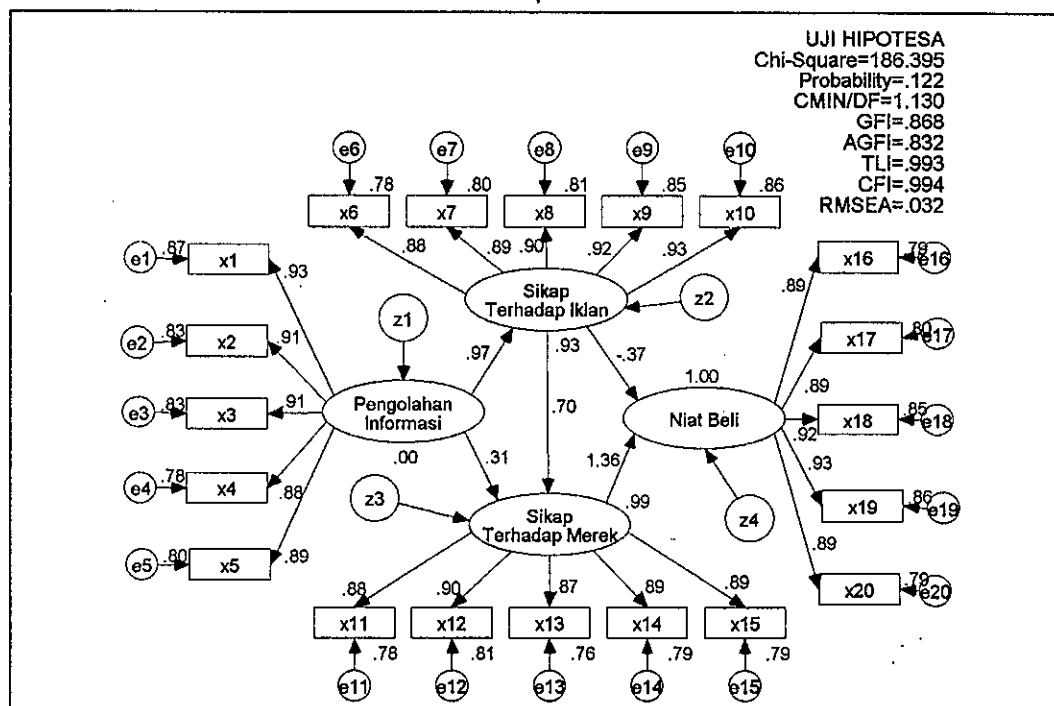 UJI HIPOTESA
Chi-Square=186.395
Probability=.122
CMIN/DF=1.130
GFI=.868
AGFI=.832
TLI=.993
CFI=.994
RMSEA=.032
e6 e7 e8 e9 e10
.78 .80 .81 .85 .86
x6 x7 x8 x9 x10
.88 .89 .90 .92 .93
e1 .87 x1 .93
e2 .83 x2 .91
e3 .83 x3 .91
e4 .78 x4 .88
e5 .80 x5 .89
Sikap
Terhadap Iklan
.93
z1
z2
.97
-.37
.70
Pengolahan
Informasi
.00
.31
1.00
Niat Beli
1.36
z3
z4
Sikap
Terhadap Merek
.99
.89 x16 .79 e16
.89 x17 .80 e17
.92 x18 .85 e18
.93 x19 .86 e19
.89 x20 .79 e20
.88 .90 .87 .89 .89
x11 x12 x13 x14 x15
.78 .81 .76 .79 .79
e11 e12 e13 e14 e15